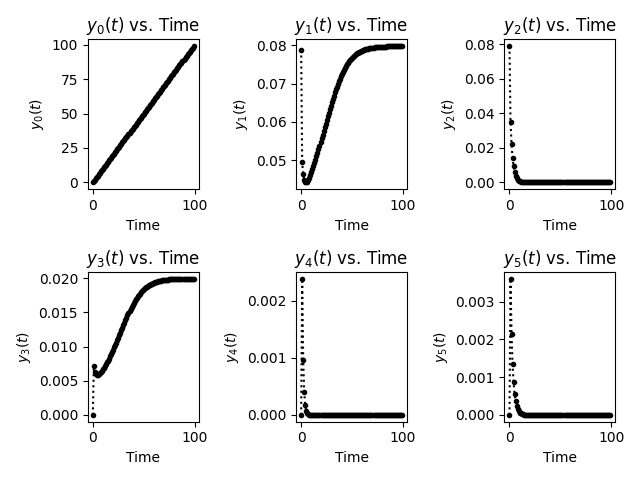 y₀(t) vs. Time
y₁(t) vs. Time
y₂(t) vs. Time
y₀(t)
100
75
50
25
0
0
100
Time
y₁(t)
0.08
0.07
0.06
0.05
0
100
Time
y₂(t)
0.08
0.06
0.04
0.02
0.00
0
100
Time
y₃(t) vs. Time
y₄(t) vs. Time
y₅(t) vs. Time
y₃(t)
0.020
0.015
0.010
0.005
0.000
0
100
Time
y₄(t)
0.002
0.001
0.000
0
100
Time
y₅(t)
0.003
0.002
0.001
0.000
0
100
Time